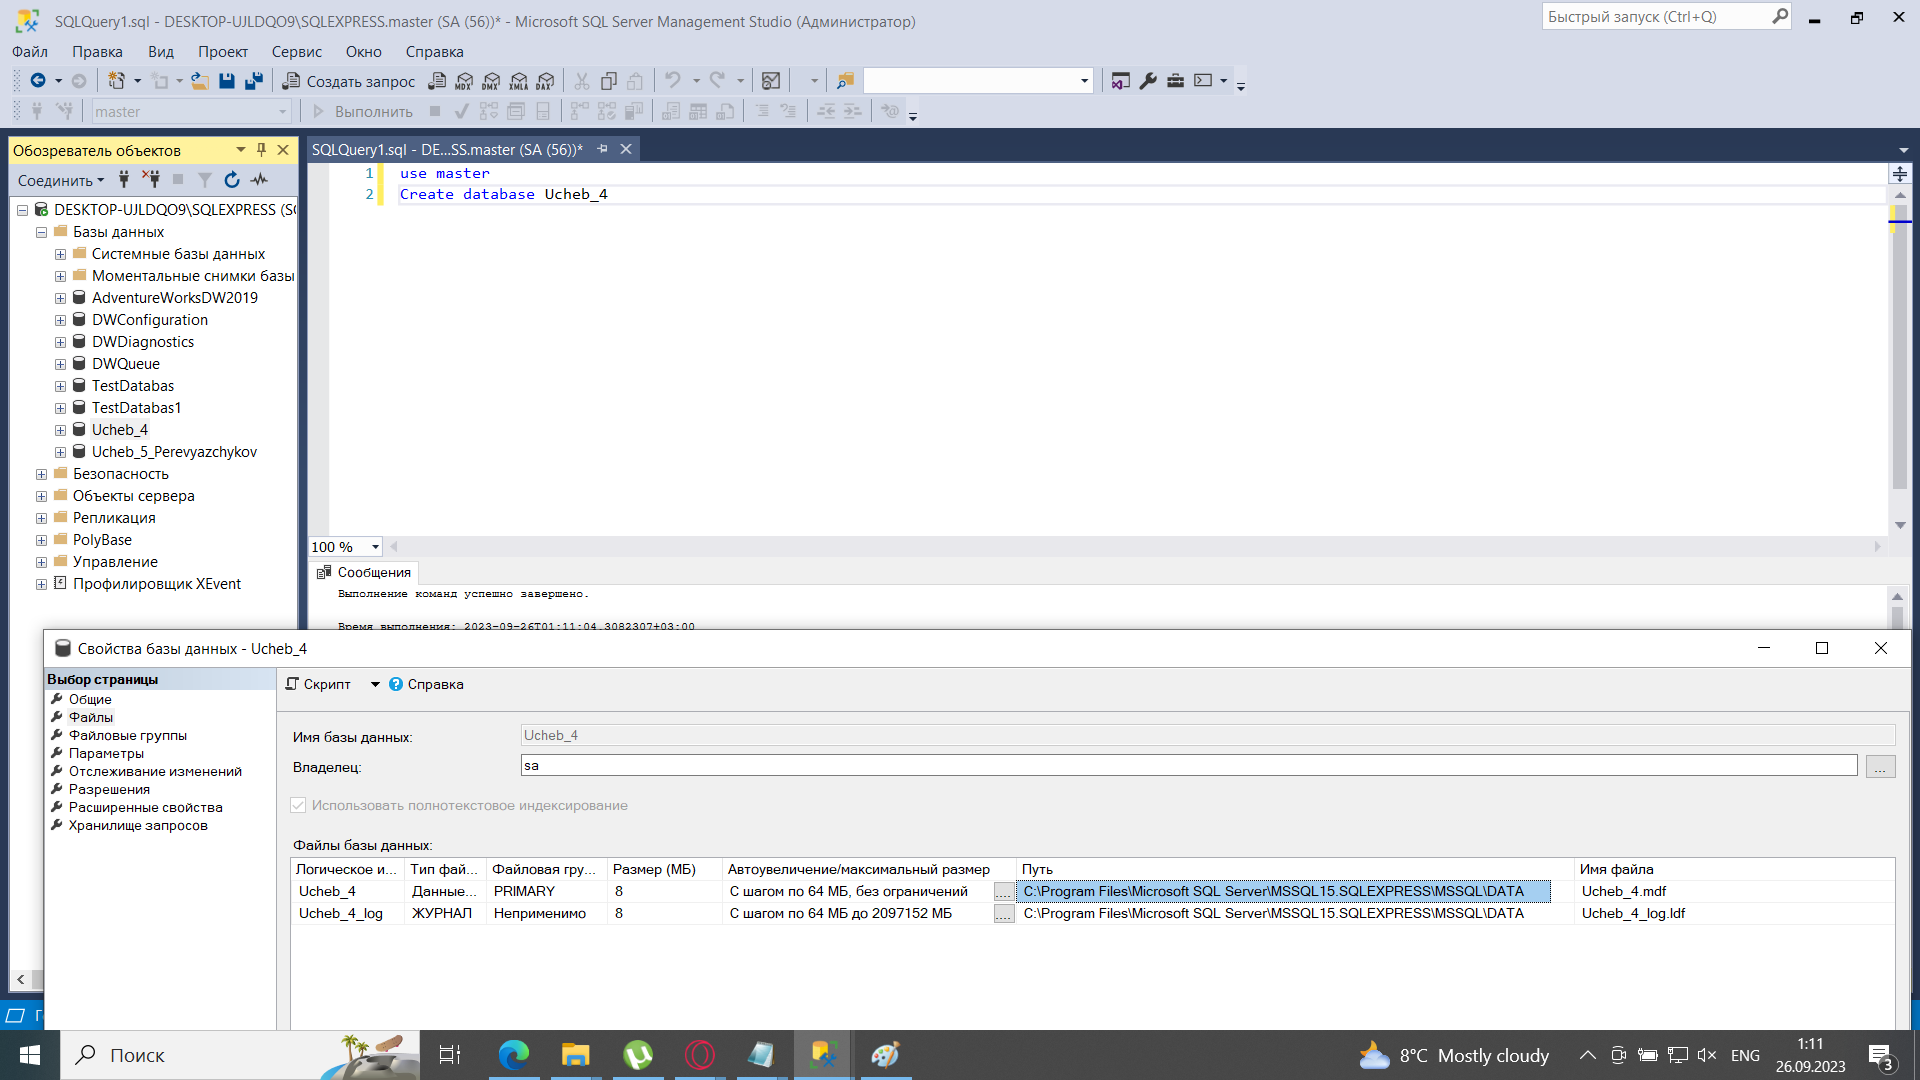 SQLQuery1.sql - DESKTOP-UJLDQO9\SQLEXPRESS.master (SA (56))* - Microsoft SQL Server Management Studio (Администратор)
Быстрый запуск (Ctrl+Q)
Файл Правка Вид Проект Сервис Окно Справка
Создать запрос MDX DMX XMLA DAX
master Выполнить
Обозреватель объектов
SQLQuery1.sql - DE...SS.master (SA (56))*
Соединить
1 use master
2 Create database Ucheb_4
DESKTOP-UJLDQO9\SQLEXPRESS (SC
Базы данных
Системные базы данных
Моментальные снимки базы
AdventureWorksDW2019
DWConfiguration
DWDiagnostics
DWQueue
TestDatabas
TestDatabas1
Ucheb_4
Ucheb_5_Perevyazchykov
Безопасность
Объекты сервера
Репликация
PolyBase
Управление
Профилировщик XEvent
100 %
Сообщения
Выполнение команд успешно завершено.
Время выполнения: 2023-09-26T01:11:04.3082307+03:00
Свойства базы данных - Ucheb_4
Выбор страницы
Общие
Файлы
Файловые группы
Параметры
Отслеживание изменений
Разрешения
Расширенные свойства
Хранилище запросов
Скрипт Справка
Имя базы данных: Ucheb_4
Владелец: sa ...
Использовать полнотекстовое индексирование
Файлы базы данных:
Логическое и... Тип фай... Файловая гру... Размер (МБ) Автоувеличение/максимальный размер Путь Имя файла
Ucheb_4 Данные... PRIMARY 8 С шагом по 64 МБ, без ограничений ... C:\Program Files\Microsoft SQL Server\MSSQL15.SQLEXPRESS\MSSQL\DATA Ucheb_4.mdf
Ucheb_4_log ЖУРНАЛ Неприменимо 8 С шагом по 64 МБ до 2097152 МБ ... C:\Program Files\Microsoft SQL Server\MSSQL15.SQLEXPRESS\MSSQL\DATA Ucheb_4_log.ldf
Поиск
8°C Mostly cloudy
ENG
1:11
26.09.2023
3